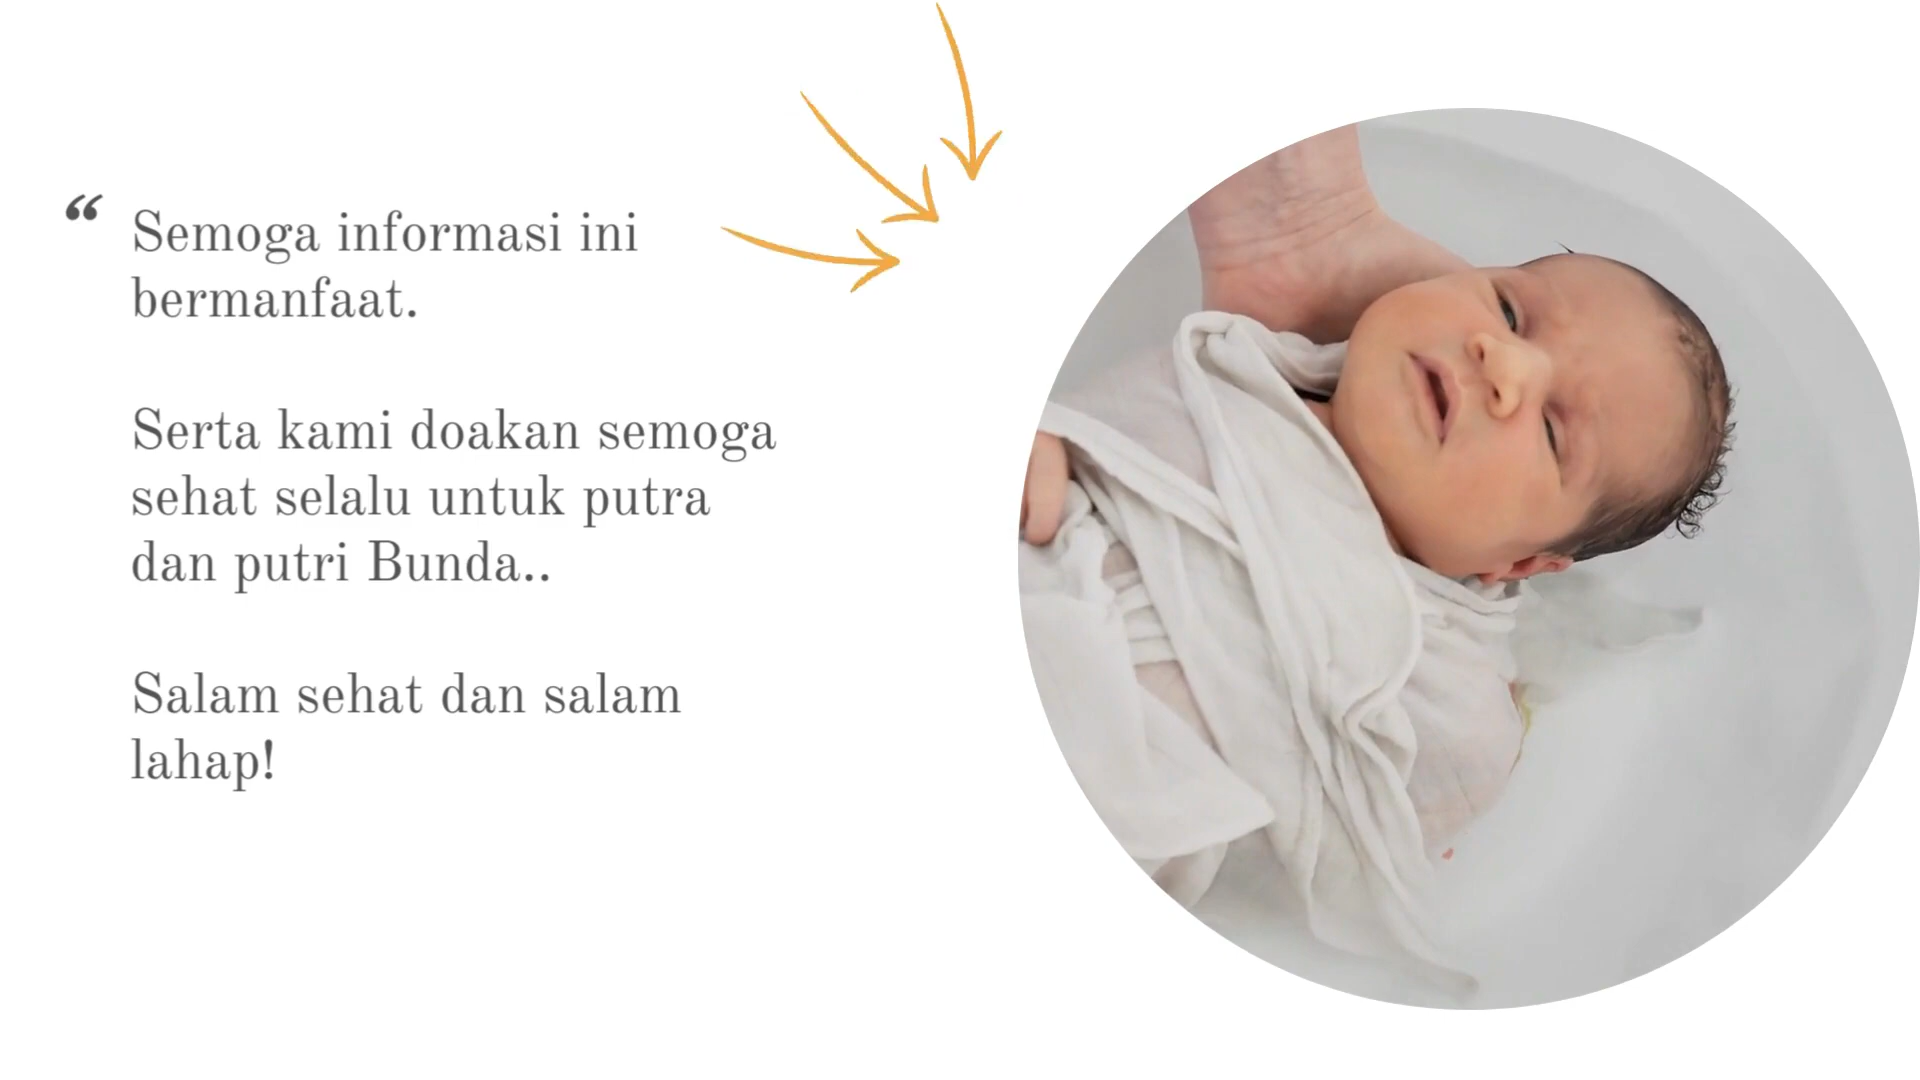 “ Semoga informasi ini
bermanfaat.
Serta kami doakan semoga
sehat selalu untuk putra
dan putri Bunda..
Salam sehat dan salam
lahap!